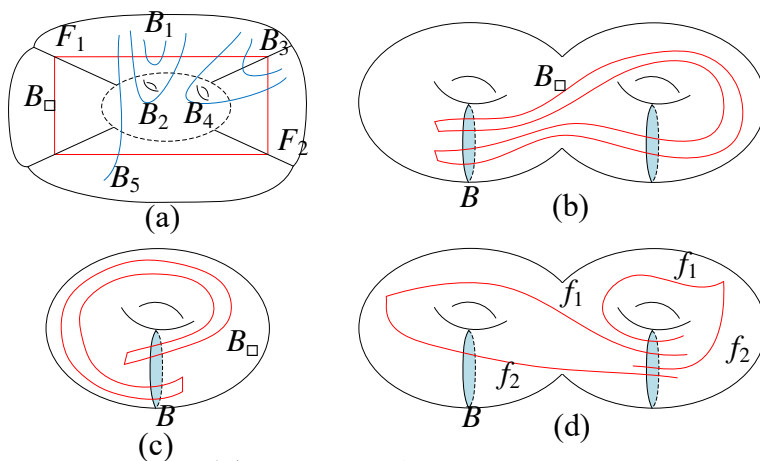 F₁ B₁ B₃
B□ B₂ B₄ F₂
B₅
(a)
B□
B
(b)
B□
B
(c)
f₁ f₁
f₂ f₂
B
(d)